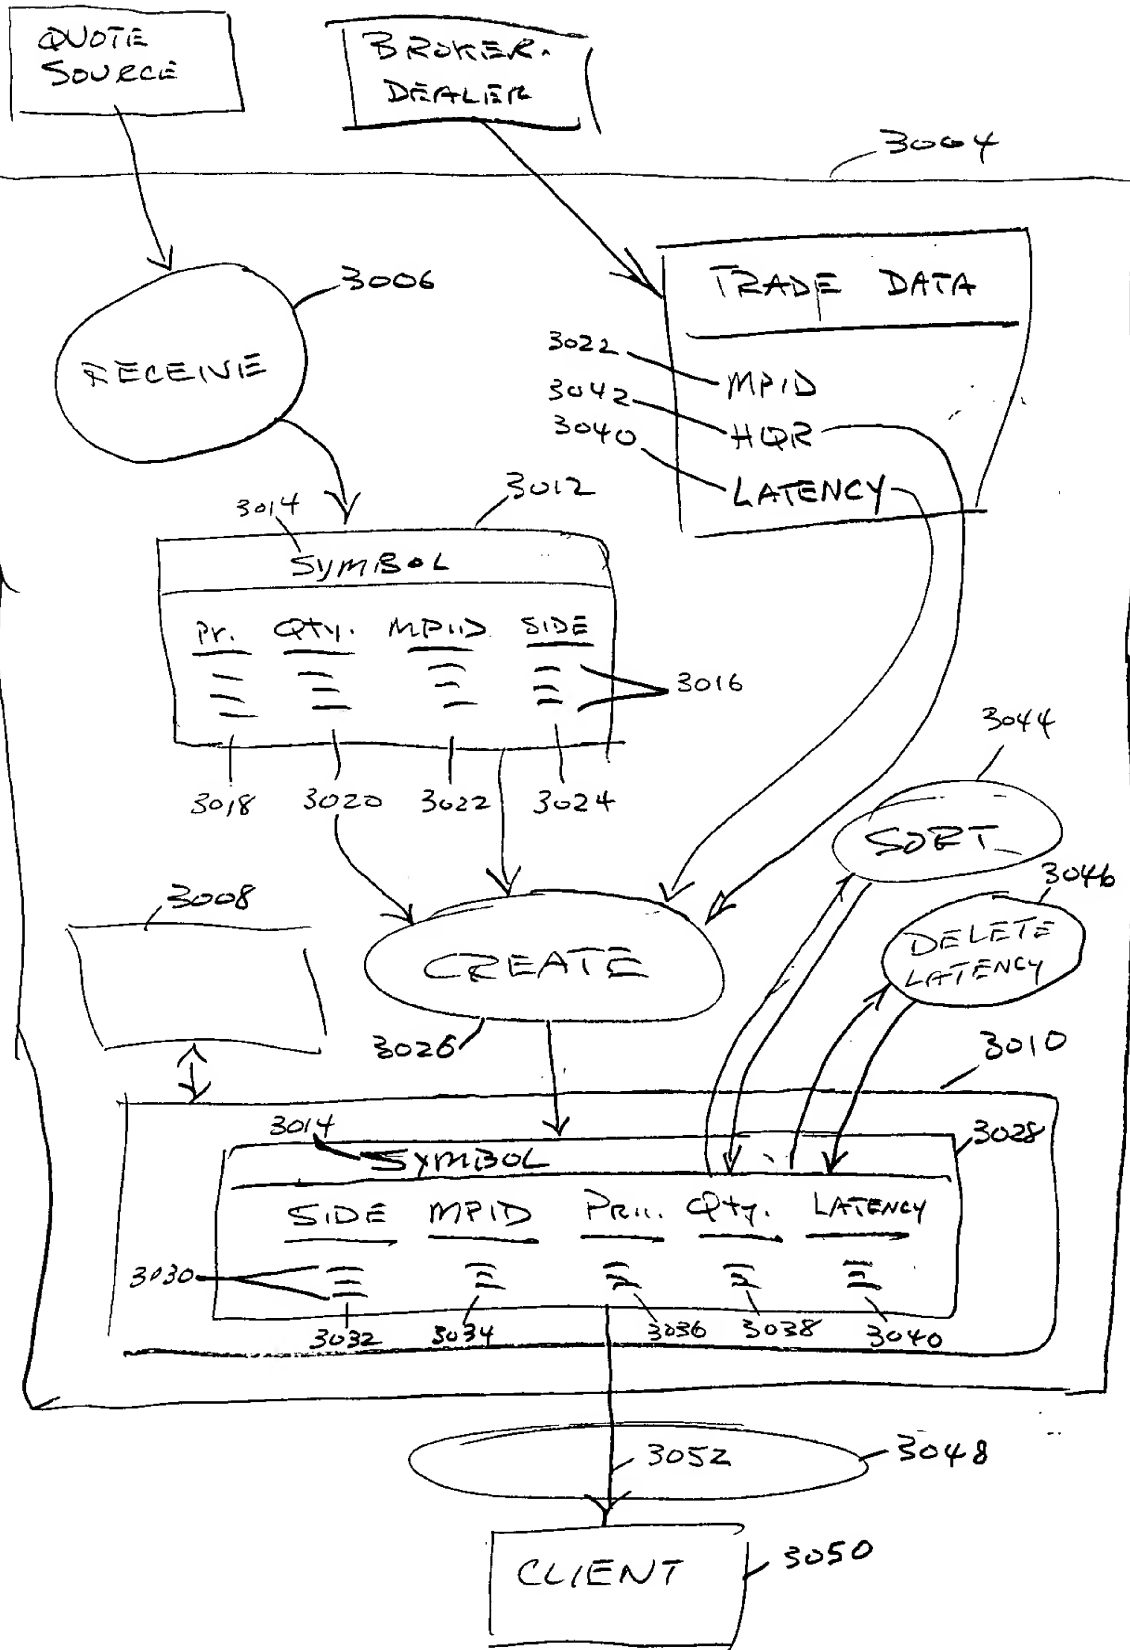 QUOTE
SOURCE
BROKER-
DEALER
3004
3006
TRADE DATA
RECEIVE
3022
MPID
3042
HQR
3040
LATENCY
3012
3014
SYMBOL
Pr. Qty. MPIID SIDE
3016
3018 3020 3022 3024
3044
SORT
3046
DELETE
LATENCY
3008
CREATE
3026
3010
3014
SYMBOL
3028
SIDE MPID Pri. Qty. LATENCY
3030
3032 3034 3036 3038 3040
3052
3048
CLIENT
3050